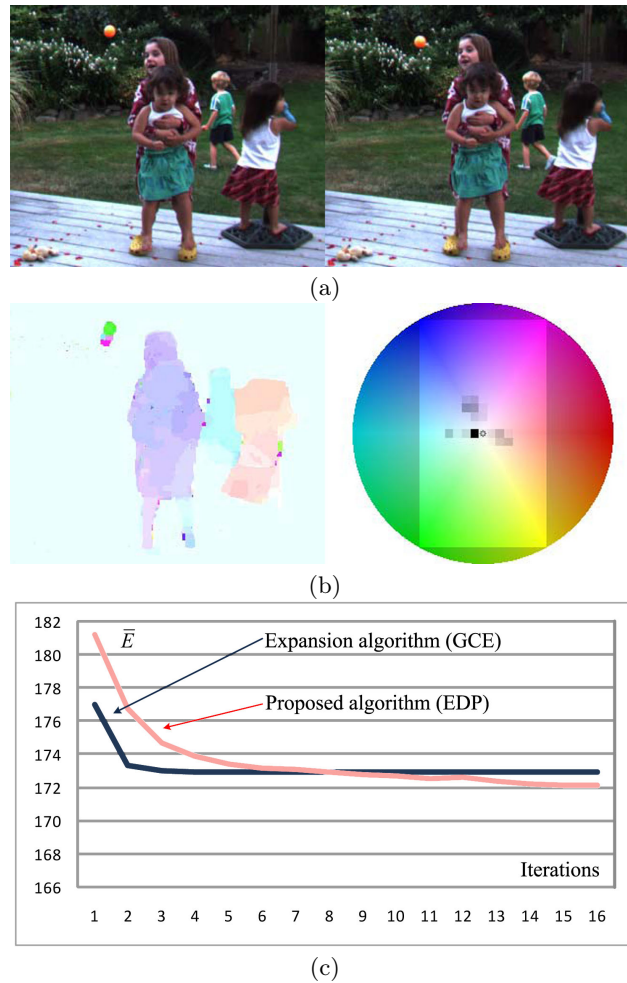 (a)
(b)
182
180
178
176
174
172
170
168
166
E̅
Expansion algorithm (GCE)
Proposed algorithm (EDP)
Iterations
1 2 3 4 5 6 7 8 9 10 11 12 13 14 15 16
(c)